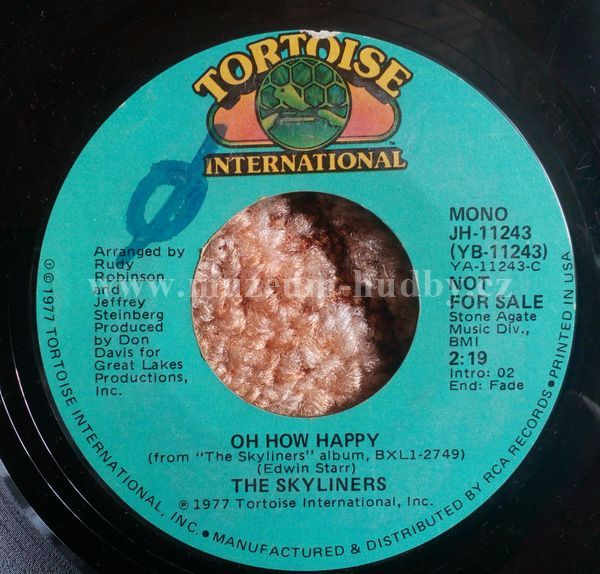 TORTOISE
INTERNATIONAL
TM
MONO
JH-11243
(YB-11243)
YA-11243-C
NOT
FOR SALE
Stone Agate
Music Div.,
BMI
2:19
Intro: 02
End: Fade
Arranged by
Rudy
Robinson
and
Jeffrey
Steinberg
Produced
by Don
Davis for
Great Lakes
Productions,
Inc.
www.muzeum-hudby.cz
OH HOW HAPPY
(from "The Skyliners" album, BXL1-2749)
(Edwin Starr)
THE SKYLINERS
℗ 1977 Tortoise International, Inc.
℗© 1977 TORTOISE INTERNATIONAL, INC. • MANUFACTURED & DISTRIBUTED BY RCA RECORDS • PRINTED IN USA